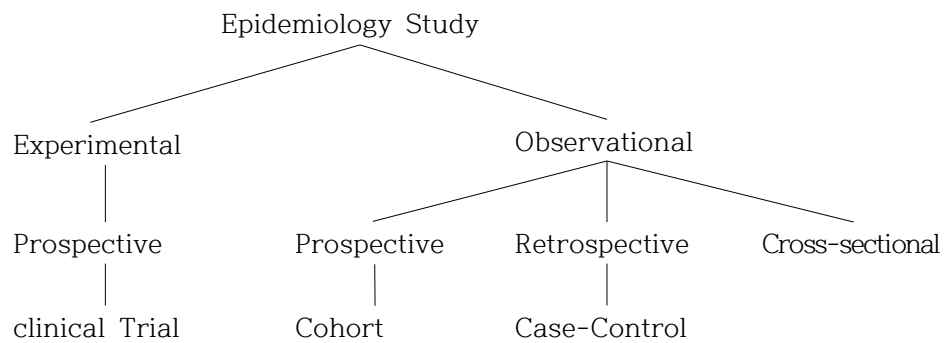 Epidemiology Study
Experimental
Observational
Prospective
Prospective
Retrospective
Cross-sectional
clinical Trial
Cohort
Case-Control